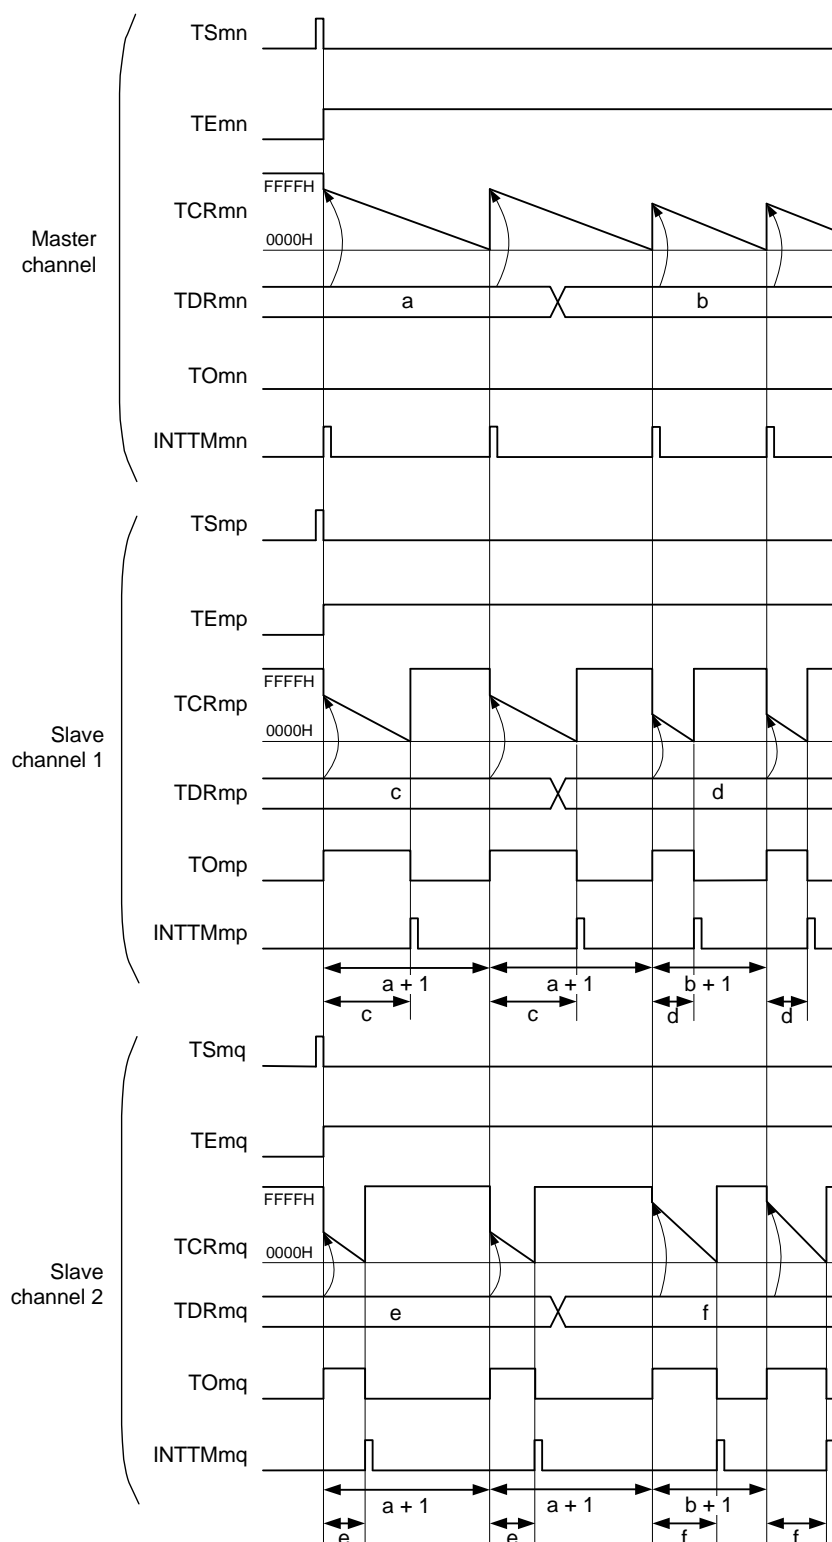 TSmn
TEmn
FFFFH
TCRmn
0000H
Master
channel
TDRmn
a
b
TOmn
INTTMmn
TSmp
TEmp
FFFFH
TCRmp
0000H
Slave
channel 1
TDRmp
c
d
TOmp
INTTMmp
a + 1
a + 1
b + 1
c
c
d
d
TSmq
TEmq
FFFFH
TCRmq
0000H
Slave
channel 2
TDRmq
e
f
TOmq
INTTMmq
a + 1
a + 1
b + 1
e
e
f
f